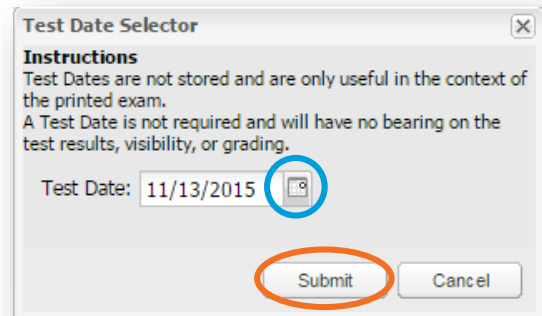 Test Date Selector
Instructions
Test Dates are not stored and are only useful in the context of
the printed exam.
A Test Date is not required and will have no bearing on the
test results, visibility, or grading.
Test Date: 11/13/2015
Submit Cancel